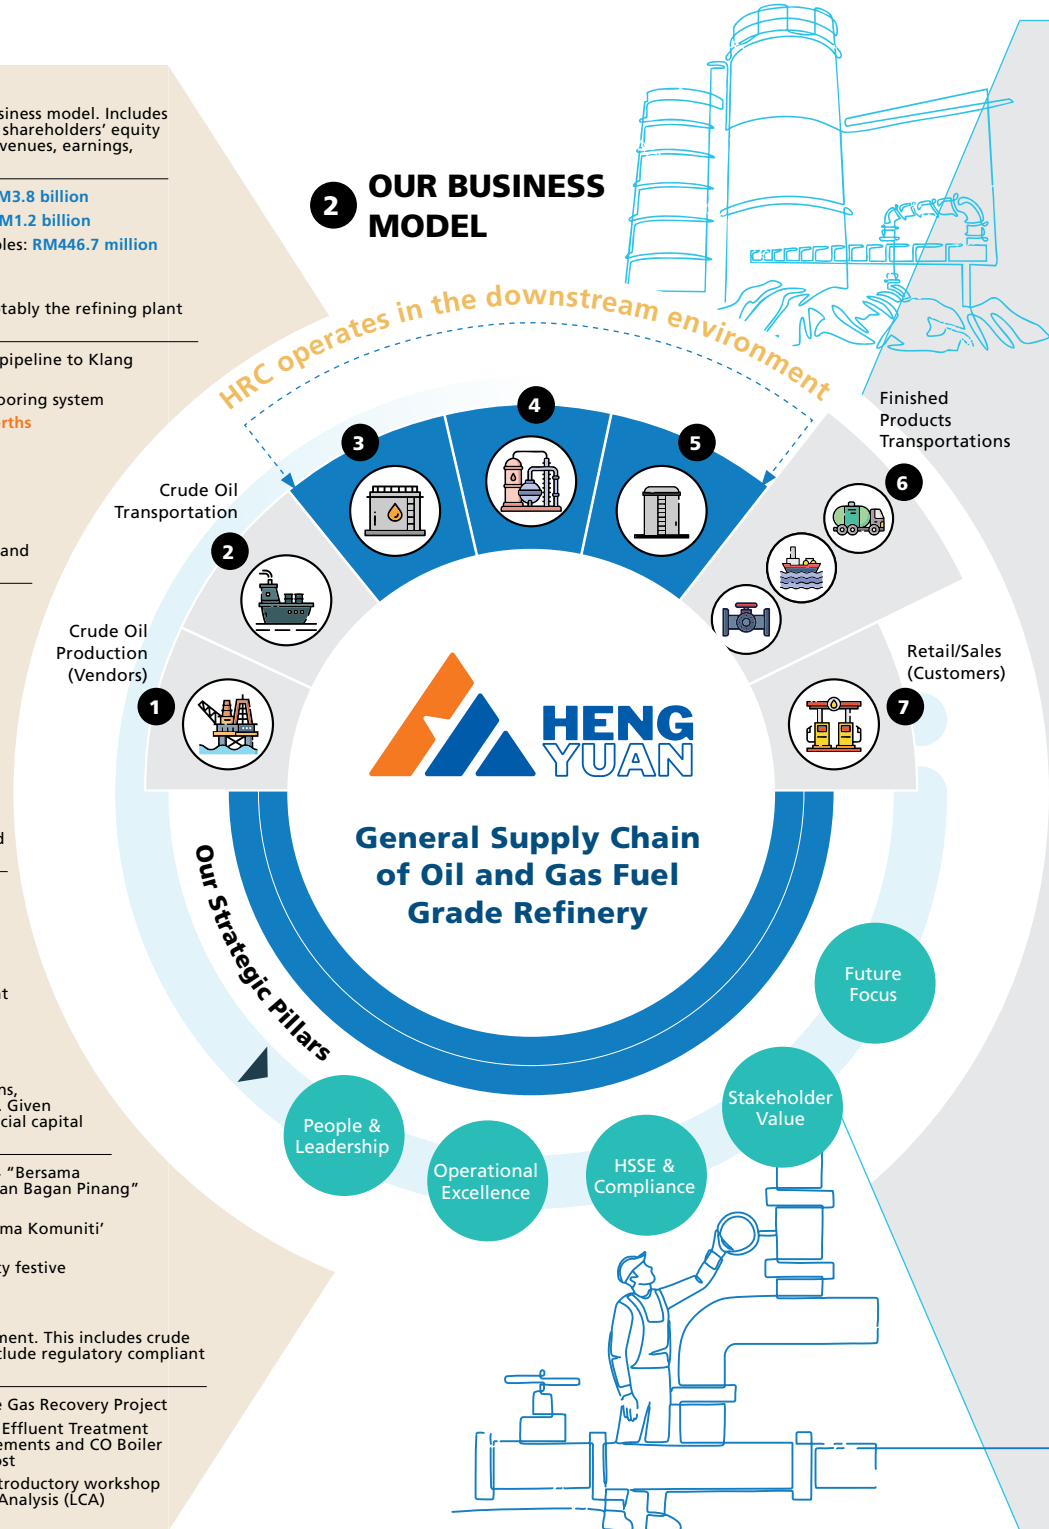 siness model. Includes
shareholders’ equity
venues, earnings,
M3.8 billion
M1.2 billion
les: RM446.7 million
tably the refining plant
pipeline to Klang
ooring system
rths
and
d
nt
ns,
. Given
cial capital
“Bersama
an Bagan Pinang”
ma Komuniti’
y festive
ment. This includes crude
clude regulatory compliant
e Gas Recovery Project
Effluent Treatment
ements and CO Boiler
ost
troductory workshop
Analysis (LCA)
2 OUR BUSINESS
MODEL
HRC operates in the downstream environment
1
Crude Oil
Production
(Vendors)
2
Crude Oil
Transportation
3
4
5
6
Finished
Products
Transportations
7
Retail/Sales
(Customers)
HENG
YUAN
General Supply Chain
of Oil and Gas Fuel
Grade Refinery
Our Strategic Pillars
People &
Leadership
Operational
Excellence
HSSE &
Compliance
Stakeholder
Value
Future
Focus